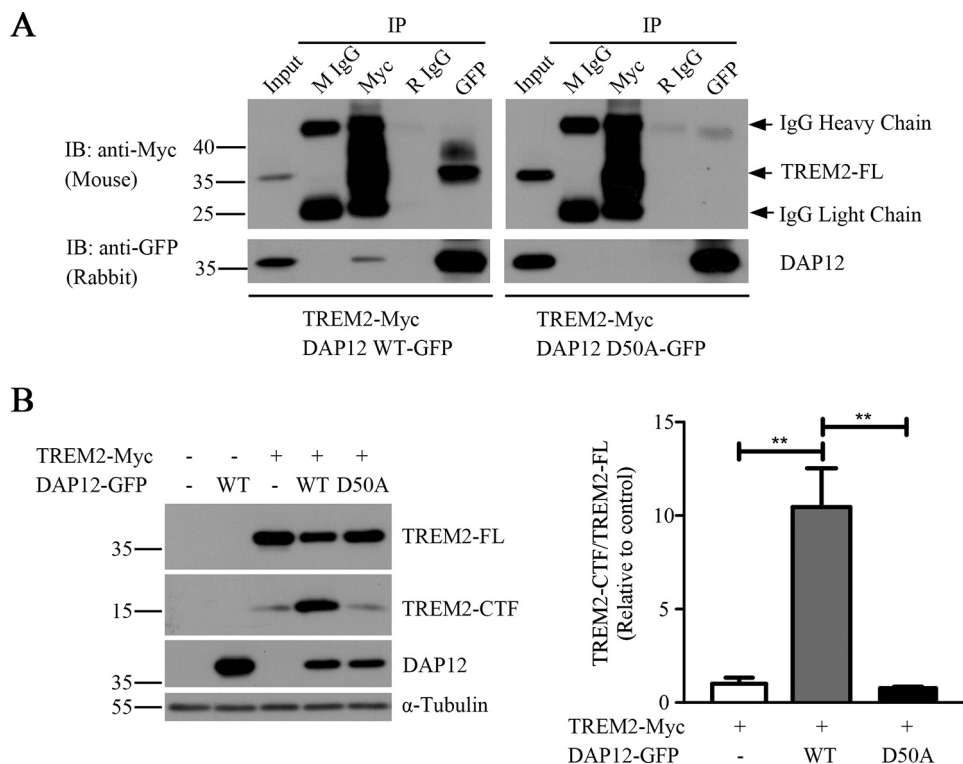 A
IP
IP
Input
M IgG
Myc
R IgG
GFP
Input
M IgG
Myc
R IgG
GFP
IB: anti-Myc
(Mouse)
40
35
25
IgG Heavy Chain
TREM2-FL
IgG Light Chain
IB: anti-GFP
(Rabbit)
35
DAP12
TREM2-Myc
DAP12 WT-GFP
TREM2-Myc
DAP12 D50A-GFP
B
TREM2-Myc - - + + +
DAP12-GFP - WT - WT D50A
35
TREM2-FL
15
TREM2-CTF
35
DAP12
55
α-Tubulin
TREM2-CTF/TREM2-FL
(Relative to control)
15
10
5
0
**
**
TREM2-Myc + + +
DAP12-GFP - WT D50A